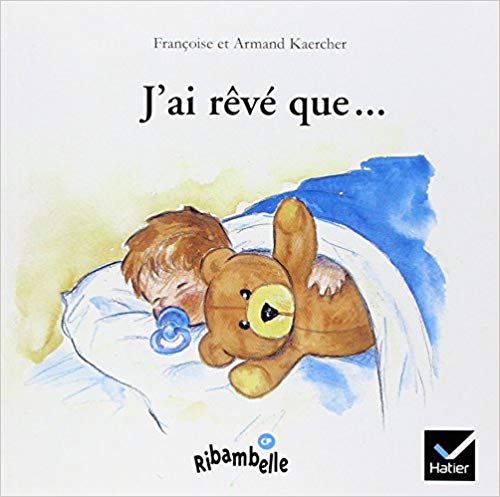 Françoise et Armand Kaercher
J'ai rêvé que...
CP
Ribambelle
Hatier